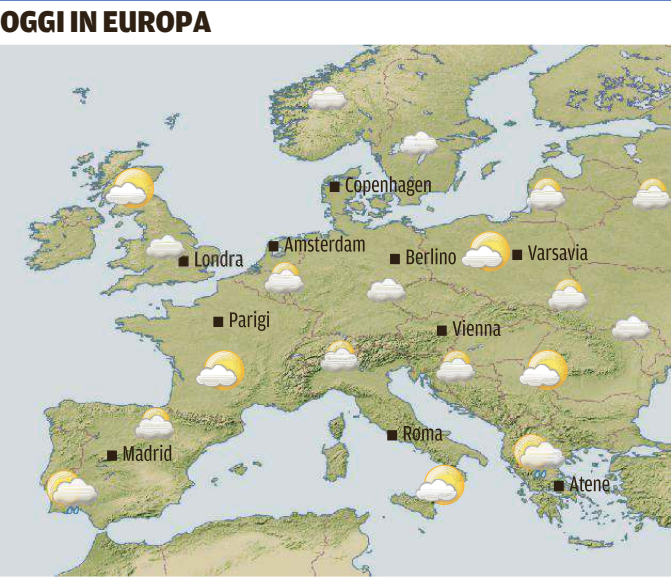 OGGI IN EUROPA
Copenhagen
Amsterdam
Londra
Berlino
Varsavia
Parigi
Vienna
Roma
Madrid
Atene